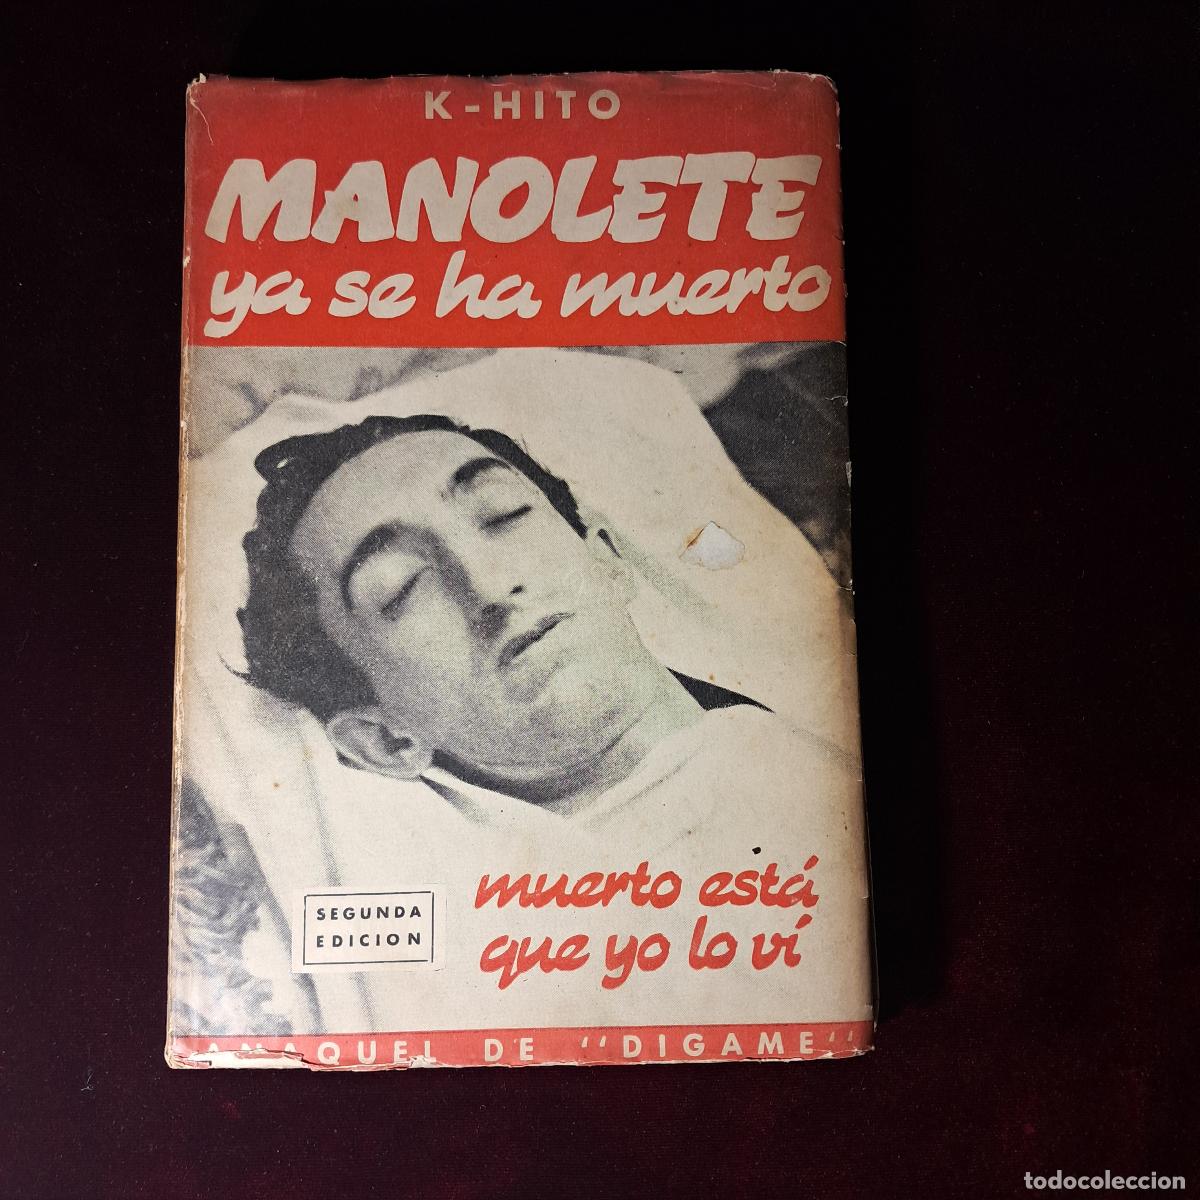 K-HITO
MANOLETE
ya se ha muerto
SEGUNDA
EDICION
muerto está
que yo lo ví
ANAQUEL DE "DIGAME"
todocoleccion